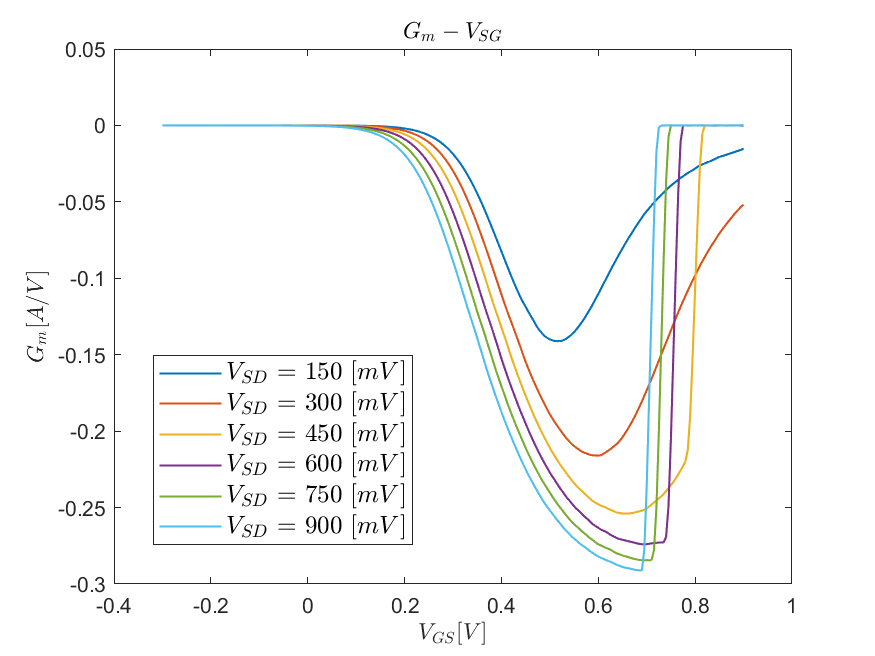 G_m − V_SG
0.05
0
-0.05
-0.1
-0.15
-0.2
-0.25
-0.3
G_m[A/V]
V_SD = 150 [mV]
V_SD = 300 [mV]
V_SD = 450 [mV]
V_SD = 600 [mV]
V_SD = 750 [mV]
V_SD = 900 [mV]
-0.4 -0.2 0 0.2 0.4 0.6 0.8 1
V_GS[V]